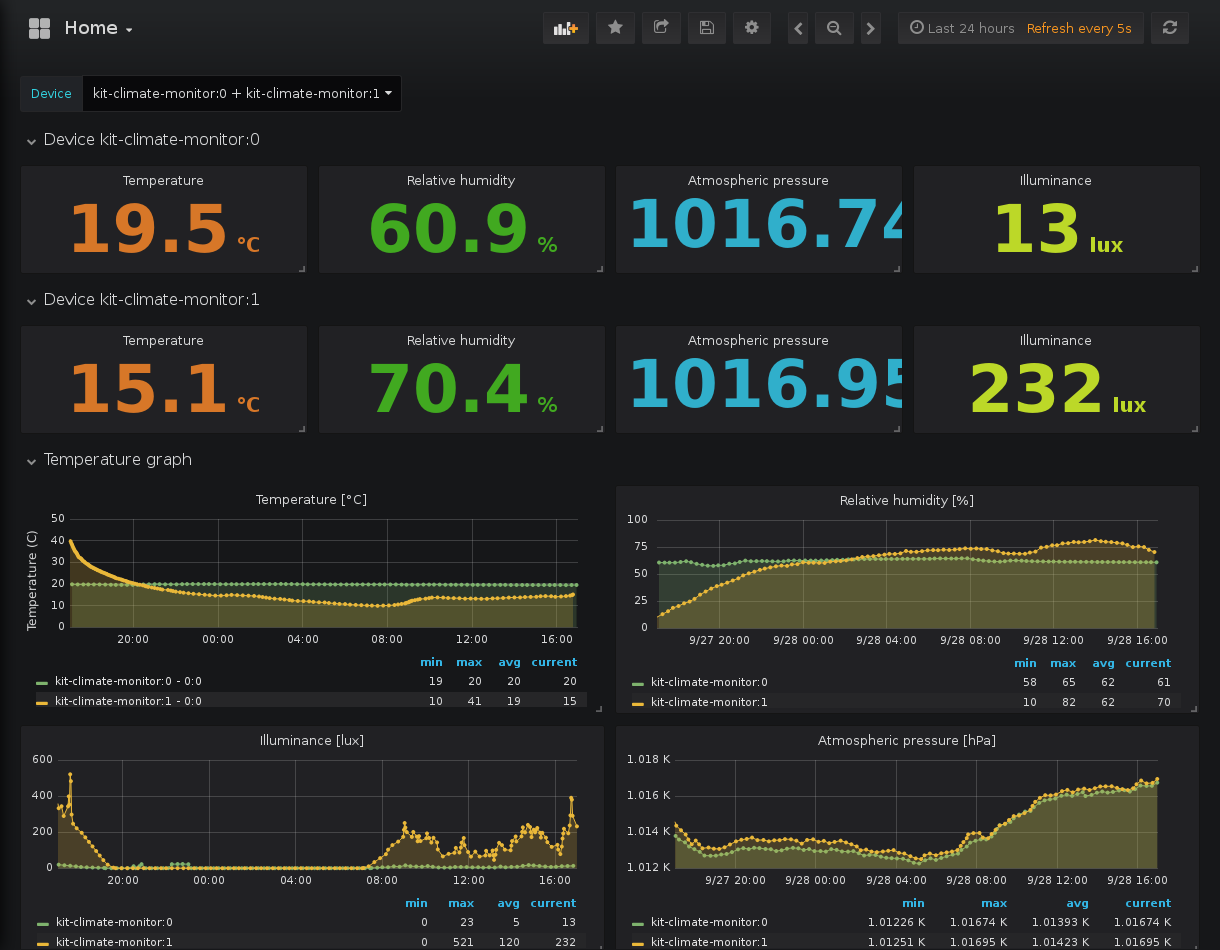 Home
Last 24 hours Refresh every 5s
Device kit-climate-monitor:0 + kit-climate-monitor:1
Device kit-climate-monitor:0
Temperature Relative humidity Atmospheric pressure Illuminance
19.5 °C 60.9 % 1016.74 13 lux
Device kit-climate-monitor:1
Temperature Relative humidity Atmospheric pressure Illuminance
15.1 °C 70.4 % 1016.95 232 lux
Temperature graph
Temperature [°C]
Temperature (C)
50
40
30
20
10
0
20:00 00:00 04:00 08:00 12:00 16:00
min max avg current
kit-climate-monitor:0 - 0:0 19 20 20 20
kit-climate-monitor:1 - 0:0 10 41 19 15
Relative humidity [%]
100
75
50
25
0
9/27 20:00 9/28 00:00 9/28 04:00 9/28 08:00 9/28 12:00 9/28 16:00
min max avg current
kit-climate-monitor:0 58 65 62 61
kit-climate-monitor:1 10 82 62 70
Illuminance [lux]
600
400
200
0
20:00 00:00 04:00 08:00 12:00 16:00
min max avg current
kit-climate-monitor:0 0 23 5 13
kit-climate-monitor:1 0 521 120 232
Atmospheric pressure [hPa]
1.018 K
1.016 K
1.014 K
1.012 K
9/27 20:00 9/28 00:00 9/28 04:00 9/28 08:00 9/28 12:00 9/28 16:00
min max avg current
kit-climate-monitor:0 1.01226 K 1.01674 K 1.01393 K 1.01674 K
kit-climate-monitor:1 1.01251 K 1.01695 K 1.01423 K 1.01695 K